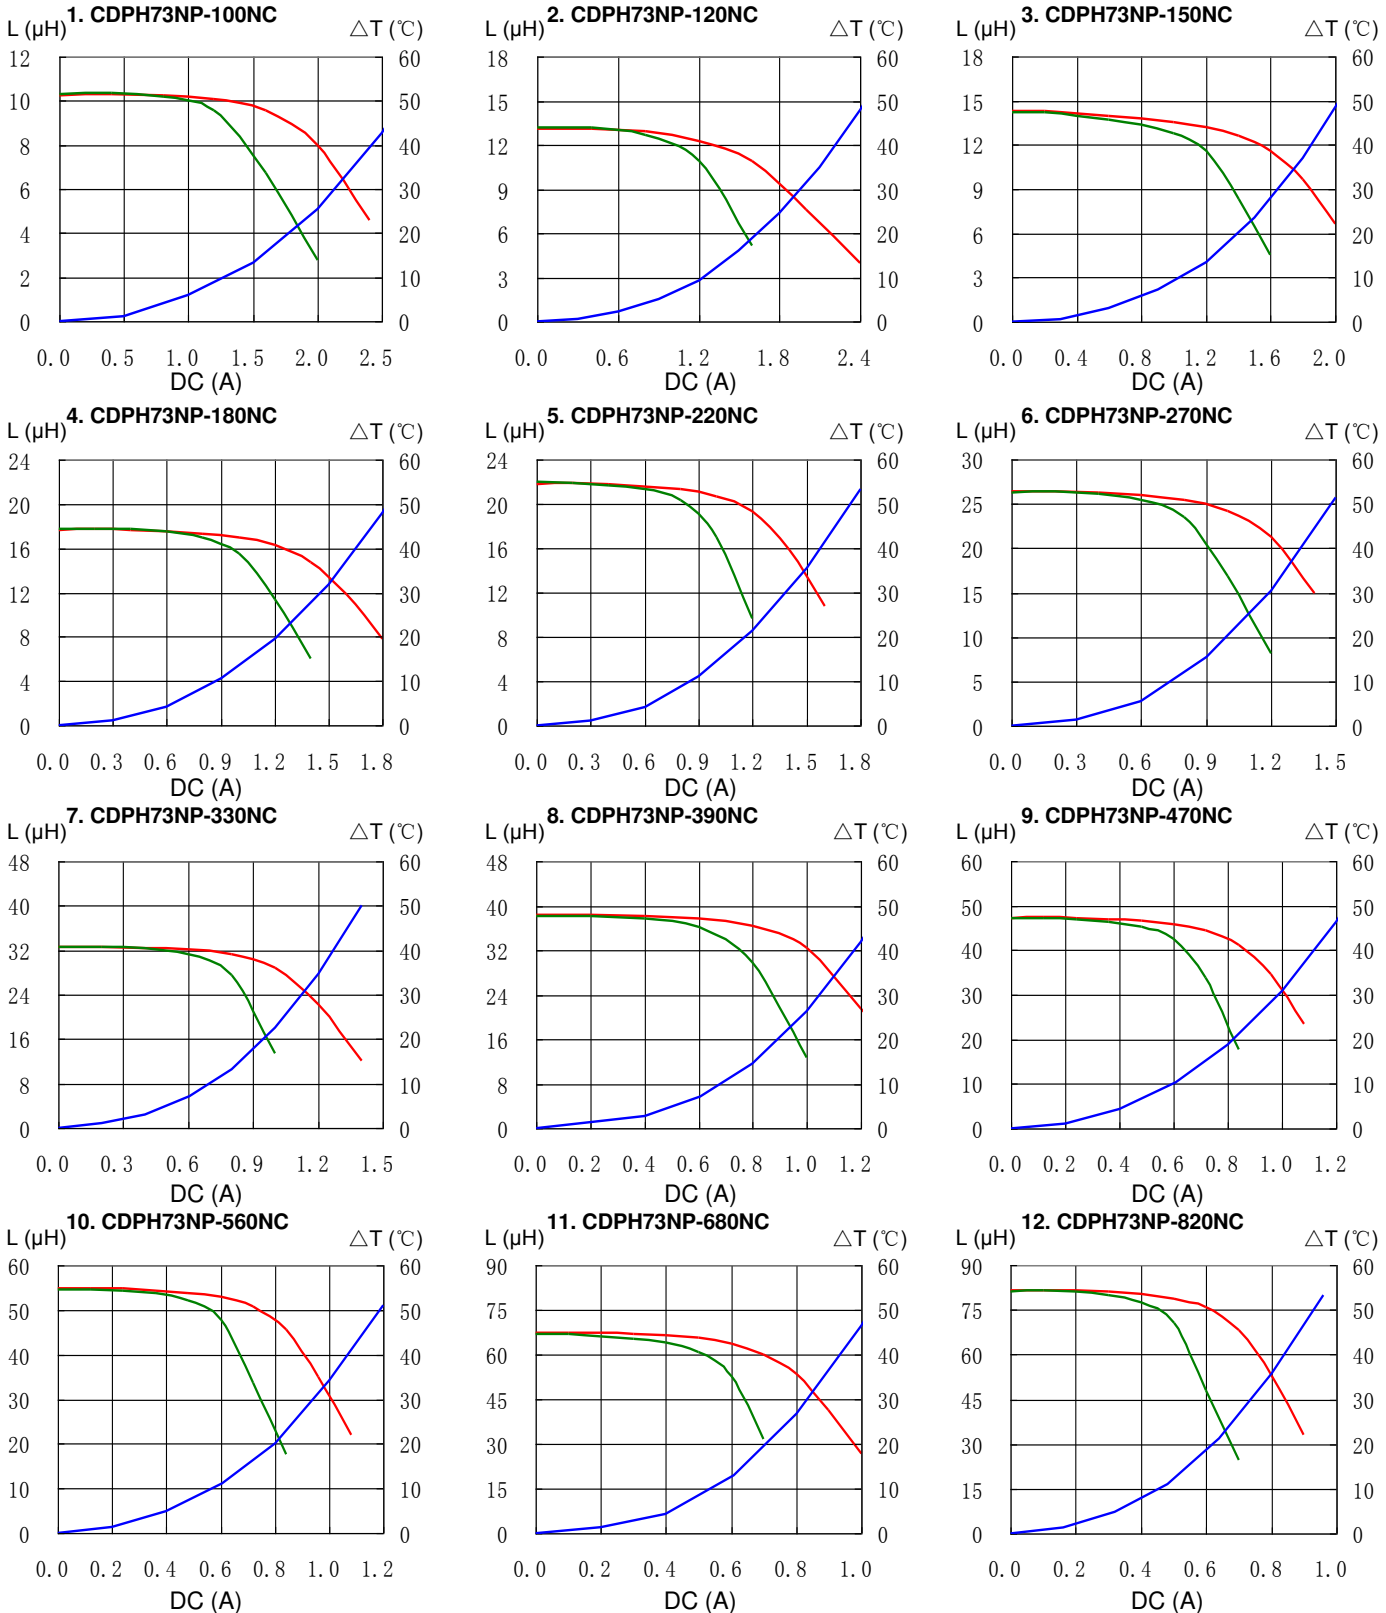 1. CDPH73NP-100NC
L (µH)
△T (℃)
12
10
8
6
4
2
0
60
50
40
30
20
10
0
0.0 0.5 1.0 1.5 2.0 2.5
DC (A)
2. CDPH73NP-120NC
L (µH)
△T (℃)
18
15
12
9
6
3
0
60
50
40
30
20
10
0
0.0 0.6 1.2 1.8 2.4
DC (A)
3. CDPH73NP-150NC
L (µH)
△T (℃)
18
15
12
9
6
3
0
60
50
40
30
20
10
0
0.0 0.4 0.8 1.2 1.6 2.0
DC (A)
4. CDPH73NP-180NC
L (µH)
△T (℃)
24
20
16
12
8
4
0
60
50
40
30
20
10
0
0.0 0.3 0.6 0.9 1.2 1.5 1.8
DC (A)
5. CDPH73NP-220NC
L (µH)
△T (℃)
24
20
16
12
8
4
0
60
50
40
30
20
10
0
0.0 0.3 0.6 0.9 1.2 1.5 1.8
DC (A)
6. CDPH73NP-270NC
L (µH)
△T (℃)
30
25
20
15
10
5
0
60
50
40
30
20
10
0
0.0 0.3 0.6 0.9 1.2 1.5
DC (A)
7. CDPH73NP-330NC
L (µH)
△T (℃)
48
40
32
24
16
8
0
60
50
40
30
20
10
0
0.0 0.3 0.6 0.9 1.2 1.5
DC (A)
8. CDPH73NP-390NC
L (µH)
△T (℃)
48
40
32
24
16
8
0
60
50
40
30
20
10
0
0.0 0.2 0.4 0.6 0.8 1.0 1.2
DC (A)
9. CDPH73NP-470NC
L (µH)
△T (℃)
60
50
40
30
20
10
0
60
50
40
30
20
10
0
0.0 0.2 0.4 0.6 0.8 1.0 1.2
DC (A)
10. CDPH73NP-560NC
L (µH)
△T (℃)
60
50
40
30
20
10
0
60
50
40
30
20
10
0
0.0 0.2 0.4 0.6 0.8 1.0 1.2
DC (A)
11. CDPH73NP-680NC
L (µH)
△T (℃)
90
75
60
45
30
15
0
60
50
40
30
20
10
0
0.0 0.2 0.4 0.6 0.8 1.0
DC (A)
12. CDPH73NP-820NC
L (µH)
△T (℃)
90
75
60
45
30
15
0
60
50
40
30
20
10
0
0.0 0.2 0.4 0.6 0.8 1.0
DC (A)